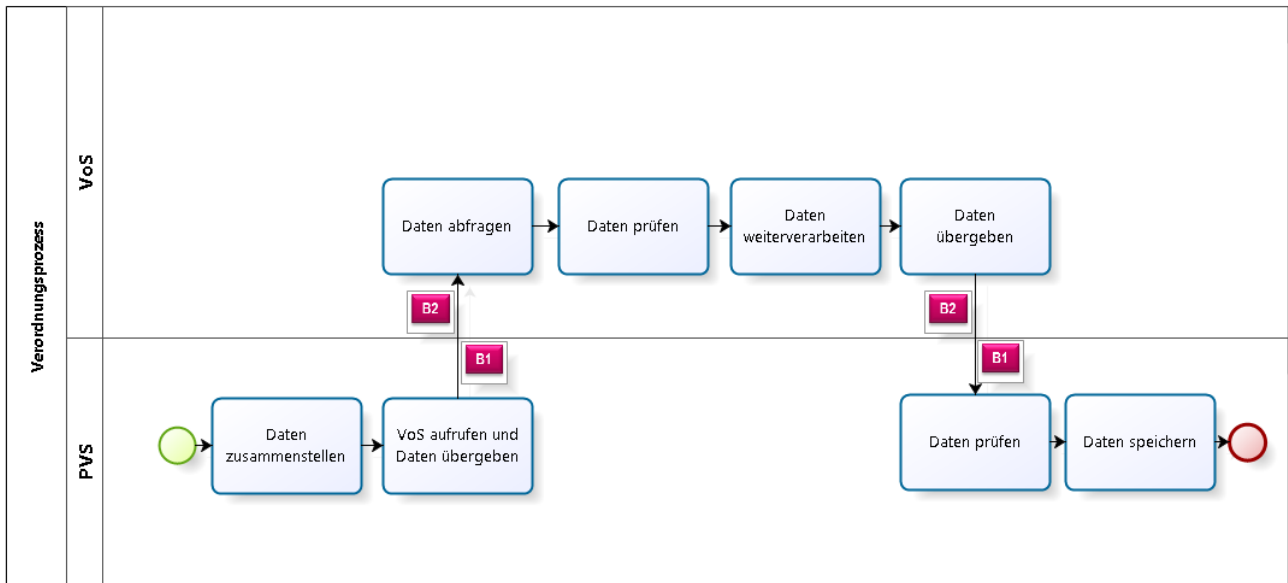 Verordnungsprozess
VoS
Daten abfragen
Daten prüfen
Daten
weiterverarbeiten
Daten
übergeben
B2
B2
B1
B1
PVS
Daten
zusammenstellen
VoS aufrufen und
Daten übergeben
Daten prüfen
Daten speichern